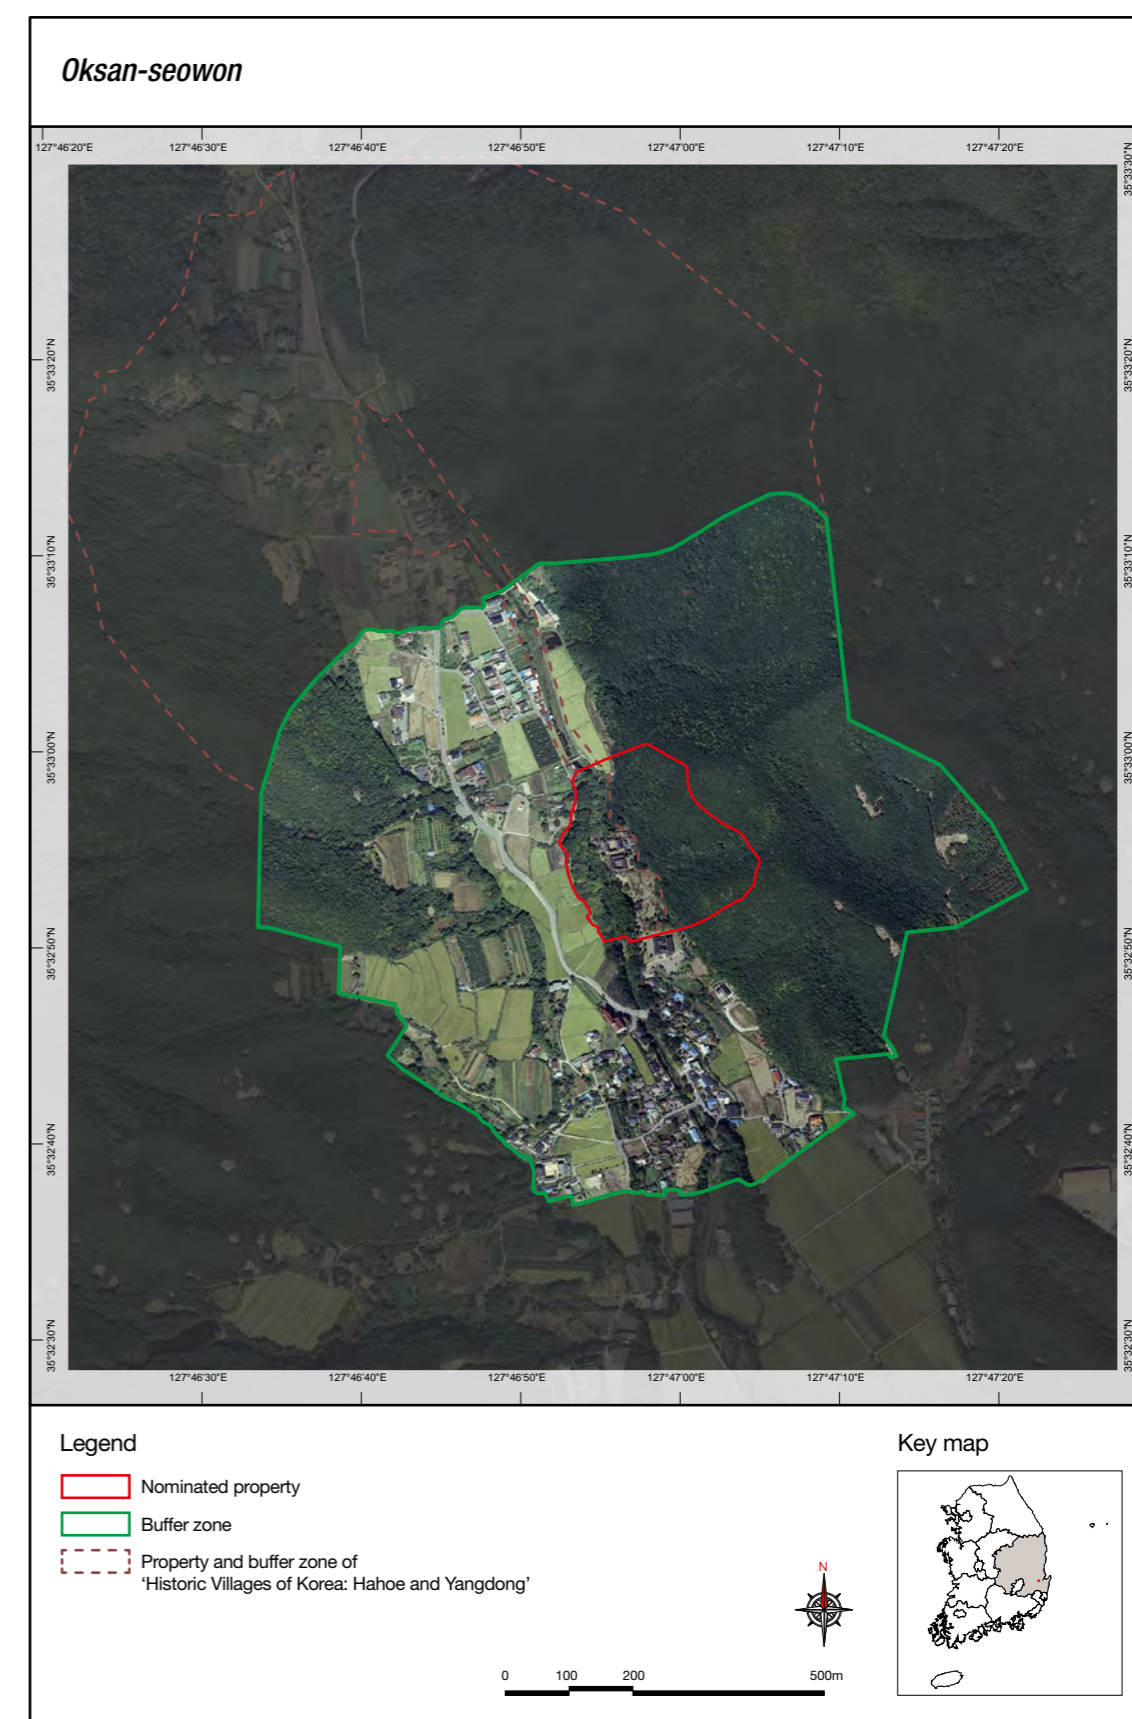 Oksan-seowon
127°46'20"E 127°46'30"E 127°46'40"E 127°46'50"E 127°47'00"E 127°47'10"E 127°47'20"E
35°33'30"N
35°33'20"N 35°33'20"N
35°33'10"N 35°33'10"N
35°33'00"N 35°33'00"N
35°32'50"N 35°32'50"N
35°32'40"N 35°32'40"N
35°32'30"N 35°32'30"N
127°46'30"E 127°46'40"E 127°46'50"E 127°47'00"E 127°47'10"E 127°47'20"E
Legend
Nominated property
Buffer zone
Property and buffer zone of
‘Historic Villages of Korea: Hahoe and Yangdong’
N
0 100 200 500m
Key map